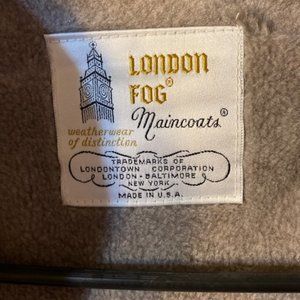 LONDON
FOG®
Maincoats®
weatherwear
of distinction
TRADEMARKS OF
LONDONTOWN CORPORATION
LONDON - BALTIMORE
NEW YORK
MADE IN U.S.A.